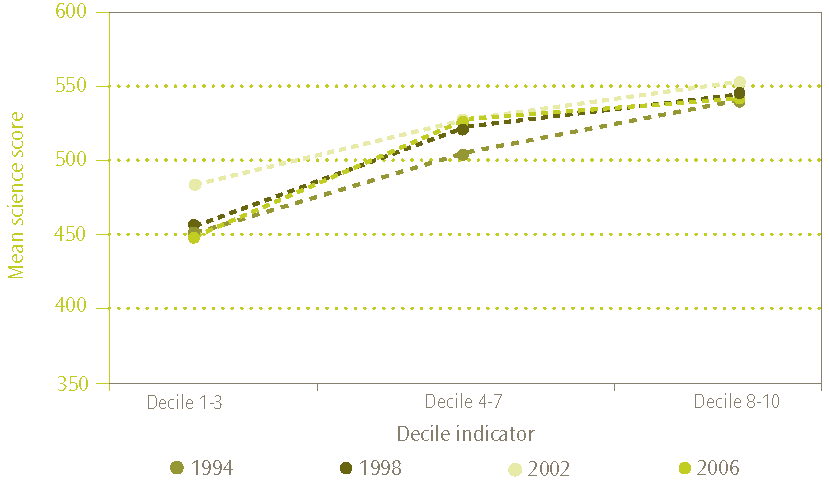 600
550
500
450
400
350
Mean science score
Decile 1-3 Decile 4-7 Decile 8-10
Decile indicator
1994 1998 2002 2006